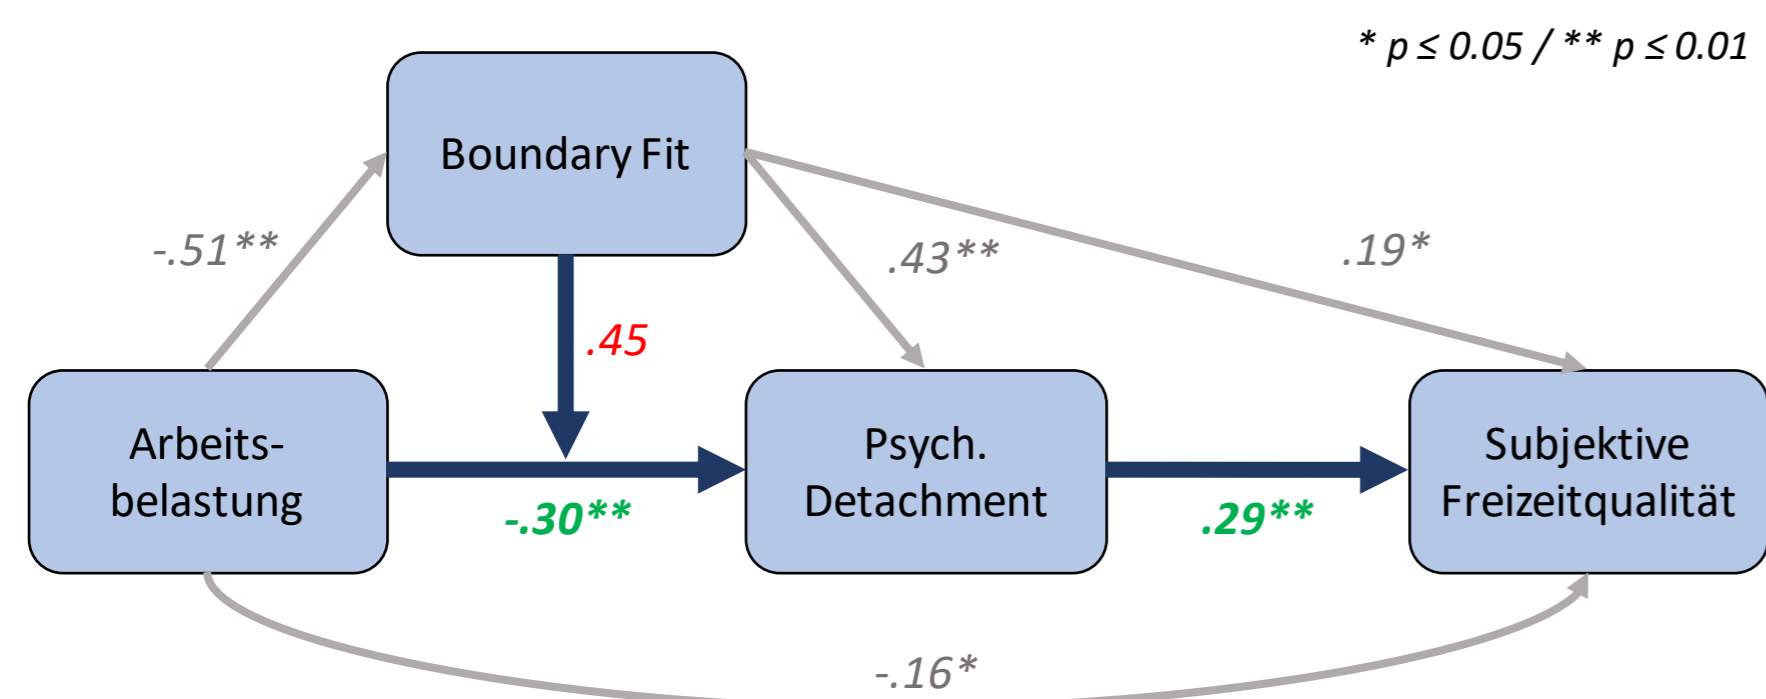 * p ≤ 0.05 / ** p ≤ 0.01
Boundary Fit
-.51**
.43**
.19*
.45
Arbeits-
belastung
-.30**
Psych.
Detachment
.29**
Subjektive
Freizeitqualität
-.16*